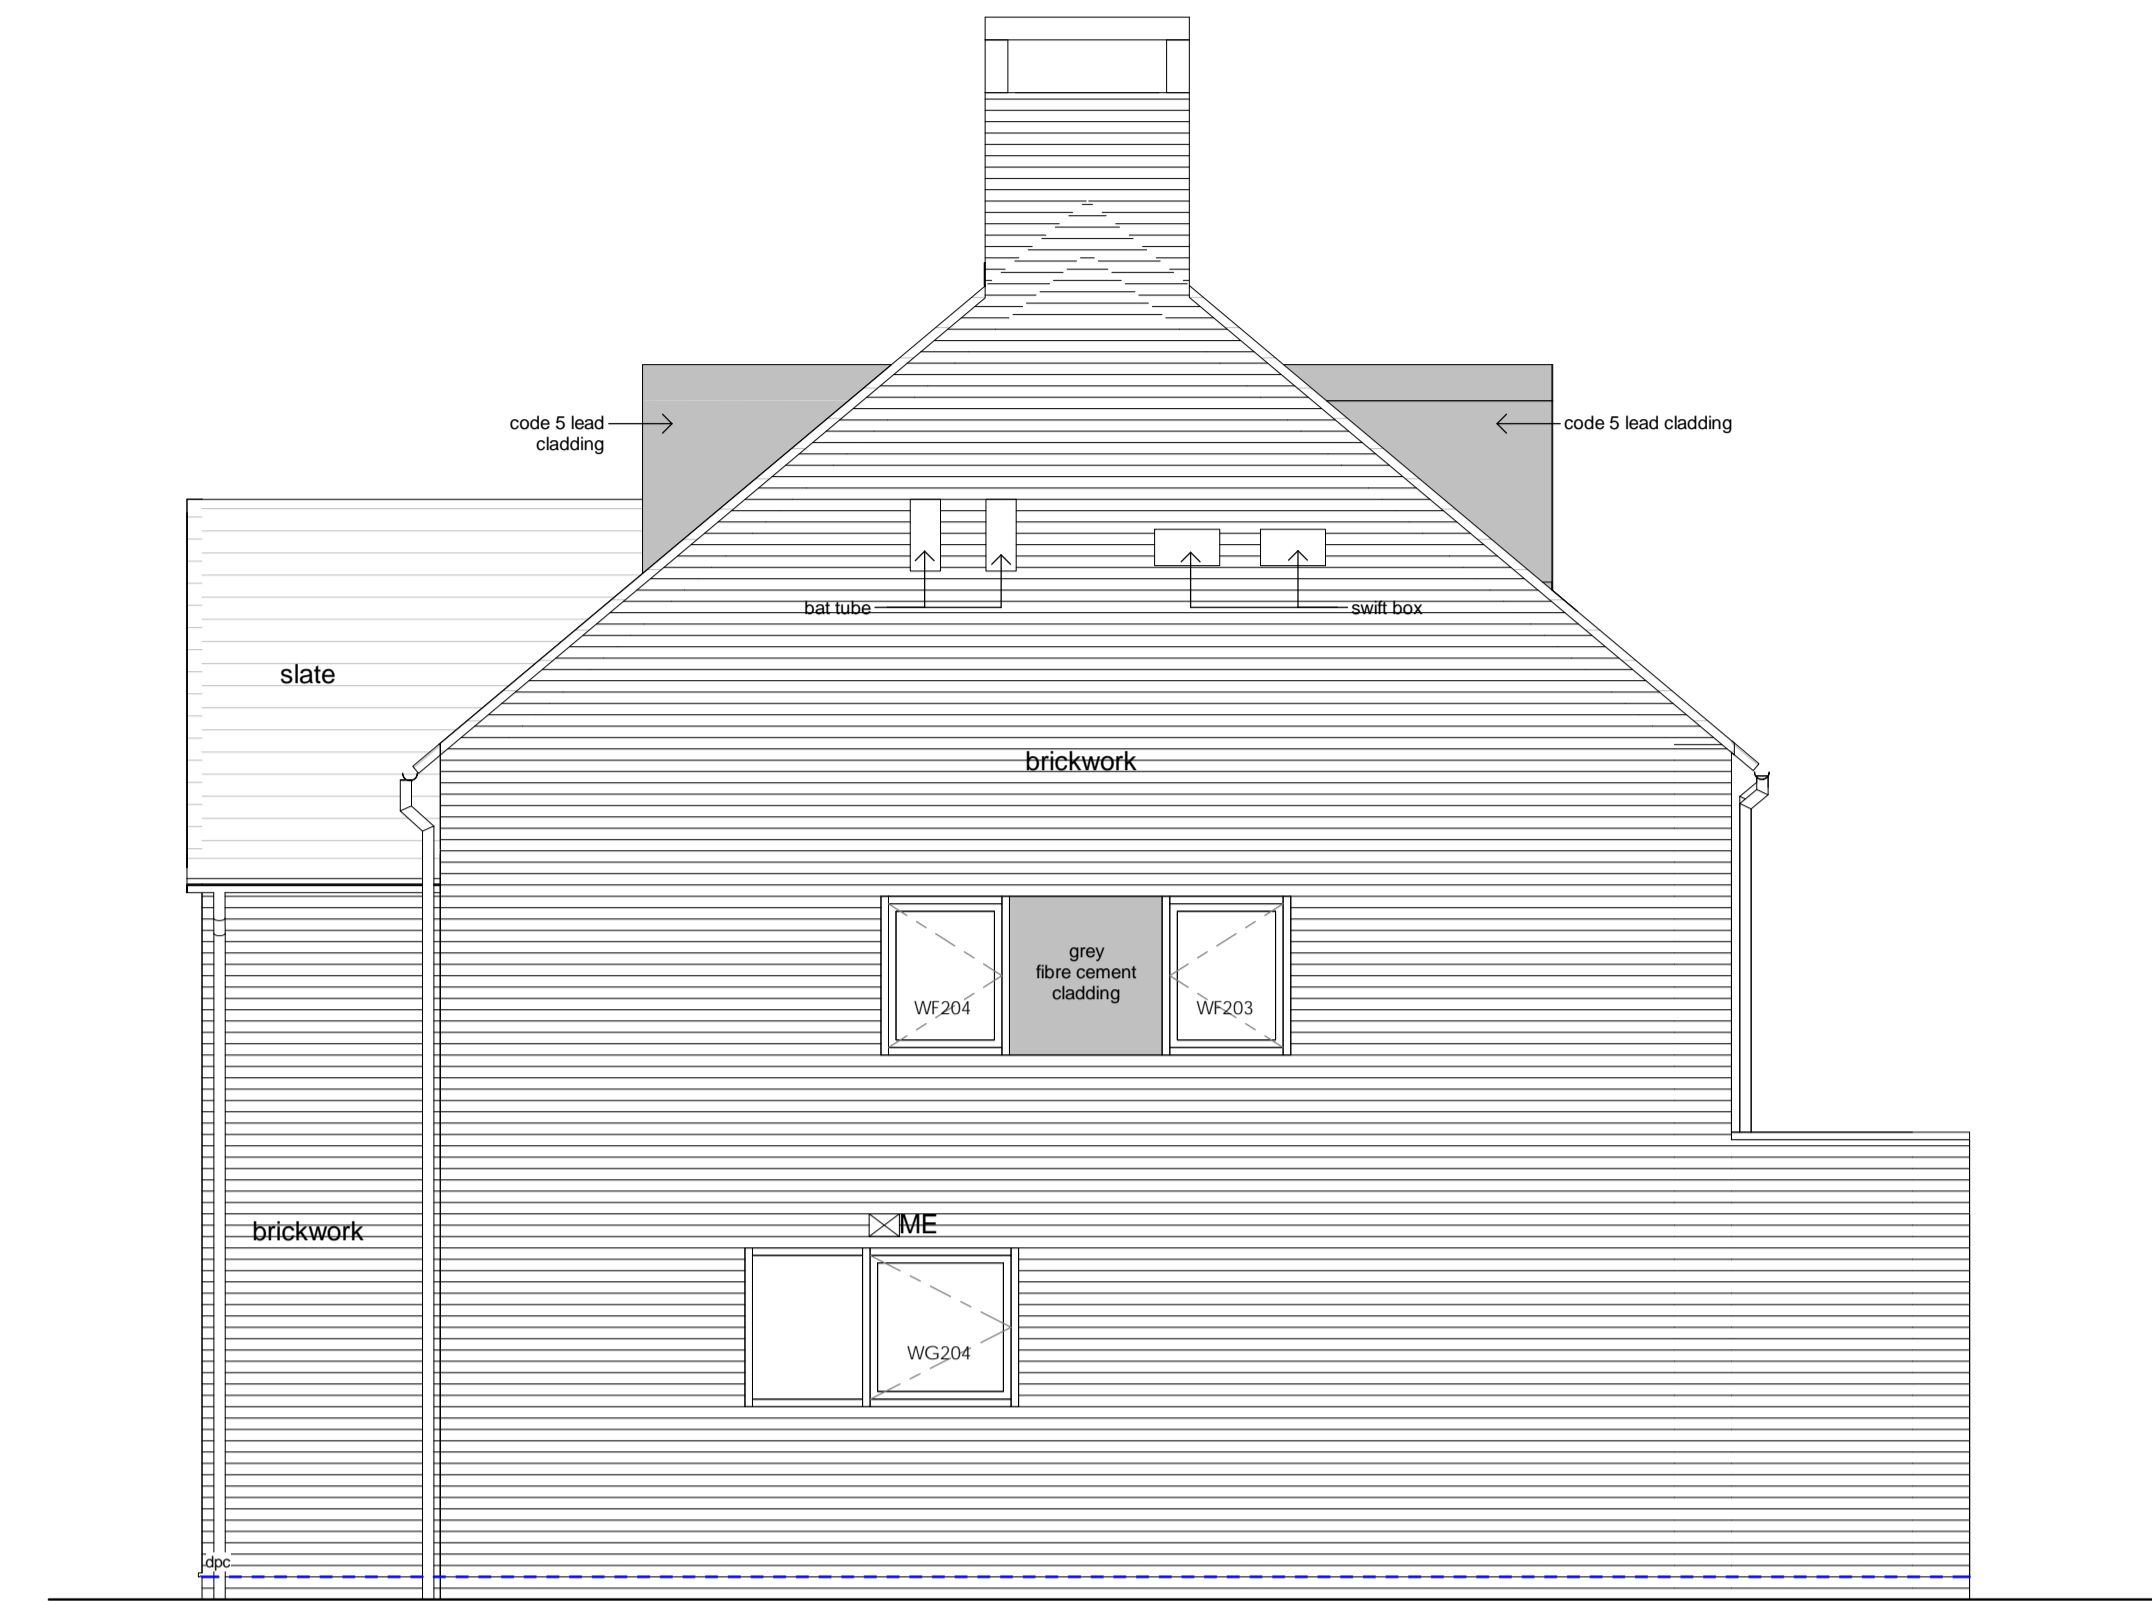 code 5 lead
cladding
code 5 lead cladding
bat tube
swift box
slate
brickwork
grey
fibre cement
cladding
WF204
WF203
brickwork
ME
WG204
dpc